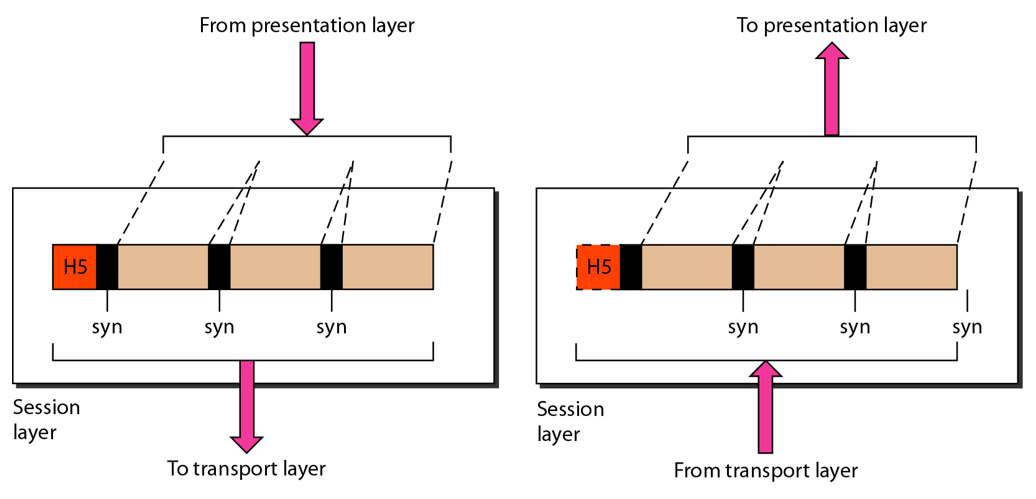 From presentation layer
To presentation layer
H5
syn
syn
syn
H5
syn
syn
syn
Session
layer
Session
layer
To transport layer
From transport layer